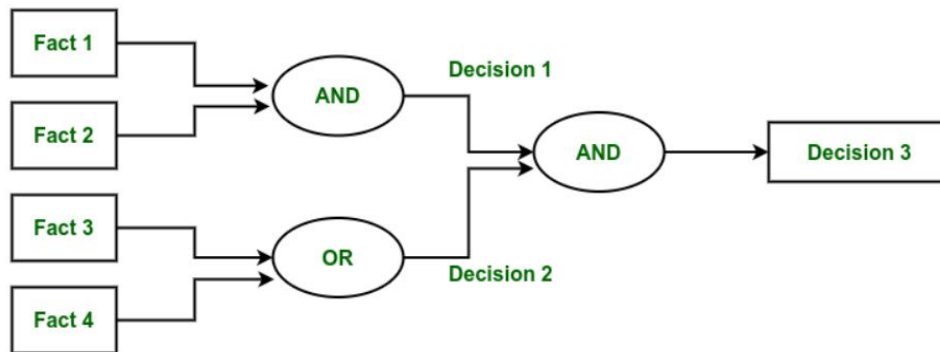 Fact 1
Fact 2
Fact 3
Fact 4
AND
OR
Decision 1
Decision 2
AND
Decision 3